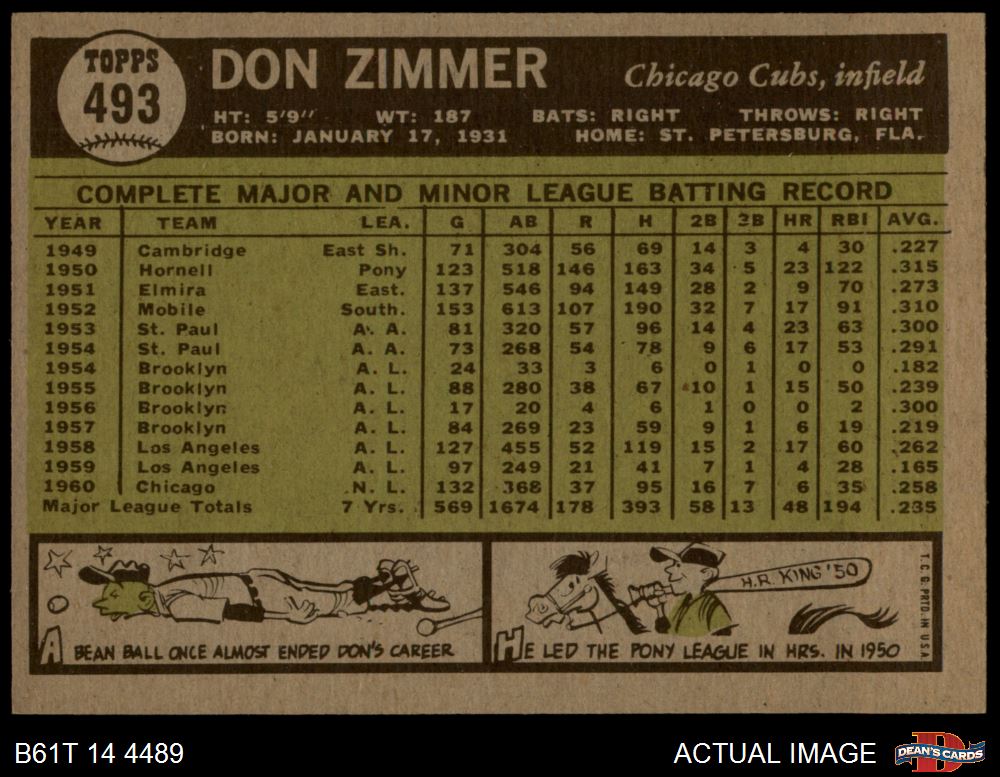 TOPPS
493
DON ZIMMER
Chicago Cubs, infield
HT: 5'9" WT: 187 BATS: RIGHT THROWS: RIGHT
BORN: JANUARY 17, 1931 HOME: ST. PETERSBURG, FLA.
COMPLETE MAJOR AND MINOR LEAGUE BATTING RECORD
YEAR TEAM LEA. G AB R H 2B 3B HR RBI AVG.
1949 Cambridge East Sh. 71 304 56 69 14 3 4 30 .227
1950 Hornell Pony 123 518 146 163 34 5 23 122 .315
1951 Elmira East. 137 546 94 149 28 2 9 70 .273
1952 Mobile South. 153 613 107 190 32 7 17 91 .310
1953 St. Paul A. A. 81 320 57 96 14 4 23 63 .300
1954 St. Paul A. A. 73 268 54 78 9 6 17 53 .291
1954 Brooklyn A. L. 24 33 3 6 0 1 0 0 .182
1955 Brooklyn A. L. 88 280 38 67 10 1 15 50 .239
1956 Brooklyn A. L. 17 20 4 6 1 0 0 2 .300
1957 Brooklyn A. L. 84 269 23 59 9 1 6 19 .219
1958 Los Angeles A. L. 127 455 52 119 15 2 17 60 .262
1959 Los Angeles A. L. 97 249 21 41 7 1 4 28 .165
1960 Chicago N. L. 132 368 37 95 16 7 6 35 .258
Major League Totals 7 Yrs. 569 1674 178 393 58 13 48 194 .235
A BEAN BALL ONCE ALMOST ENDED DON'S CAREER
H.R. KING '50
HE LED THE PONY LEAGUE IN HRS. IN 1950
T. C. G. PRTD. IN U.S.A.
B61T 14 4489
ACTUAL IMAGE
D
DEAN'S CARDS